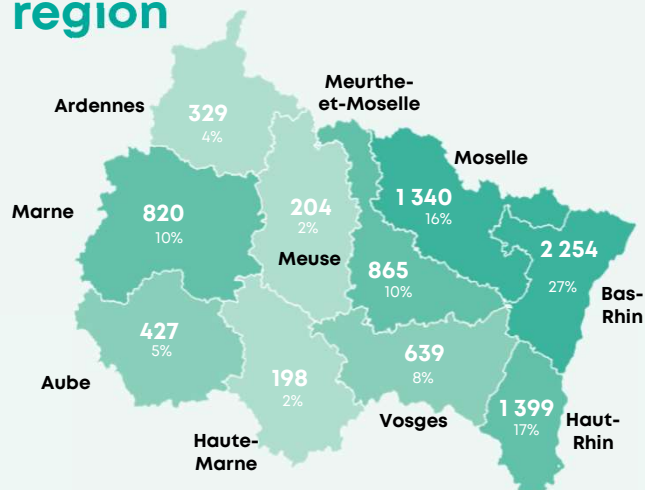 région
Ardennes
329
4%
Meurthe-
et-Moselle
Moselle
1 340
16%
Marne
820
10%
204
2%
Meuse
865
10%
2 254
27%
Bas-
Rhin
427
5%
Aube
198
2%
Haute-
Marne
639
8%
Vosges
1 399
17%
Haut-
Rhin